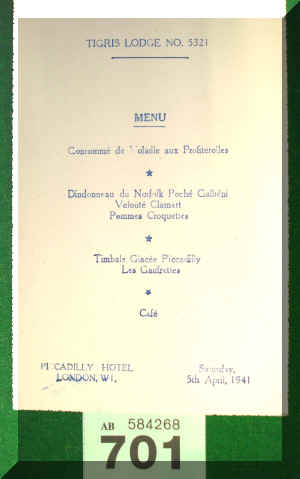 TIGRIS LODGE NO. 5321
MENU
Consommé de Volaille aux Profiterolles
Dindonneau du Norfolk Poché Galliéni
Velouté Clamart
Pommes Croquettes
Timbale Glacée Piccadilly
Les Gaufrettes
Café
PICCADILLY HOTEL
LONDON, W1,
Saturday,
5th April, 1941
AB 584268
701